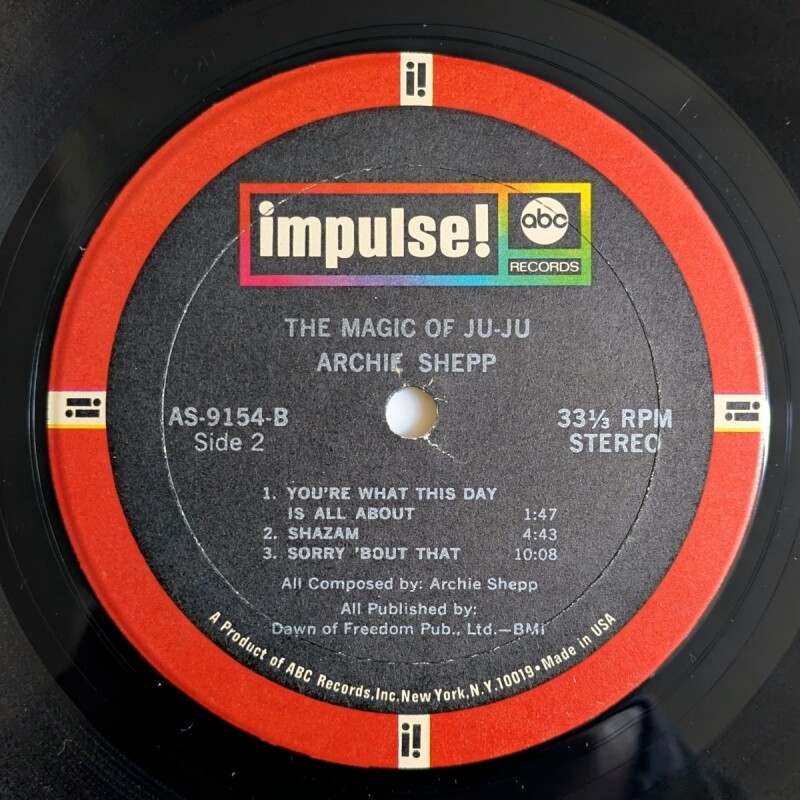 i!
impulse!
abc
RECORDS
THE MAGIC OF JU-JU
ARCHIE SHEPP
i!
i!
AS-9154-B
Side 2
33⅓ RPM
STEREO
1. YOU'RE WHAT THIS DAY
IS ALL ABOUT 1:47
2. SHAZAM 4:43
3. SORRY 'BOUT THAT 10:08
All Composed by: Archie Shepp
All Published by:
Dawn of Freedom Pub., Ltd.—BMI
A Product of ABC Records, Inc. New York, N.Y. 10019 • Made in USA
i!